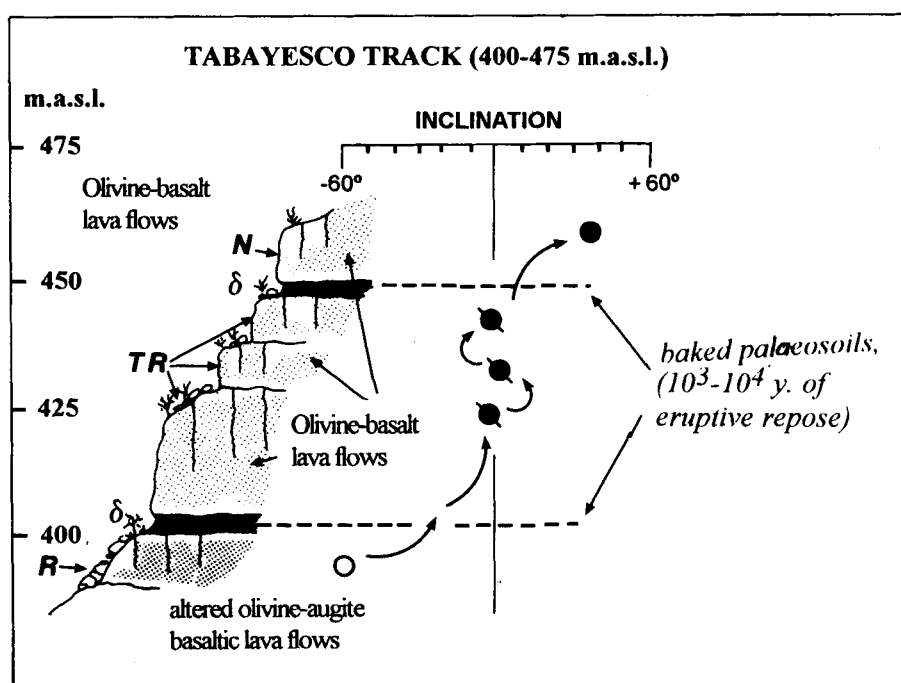 TABAYESCO TRACK (400-475 m.a.s.l.)
m.a.s.l.
INCLINATION
475
-60º
+60º
Olivine-basalt
lava flows
N
450
δ
TR
baked palaeosoils,
(10³-10⁴ y. of
eruptive repose)
425
Olivine-basalt
lava flows
δ
400
R
altered olivine-augite
basaltic lava flows